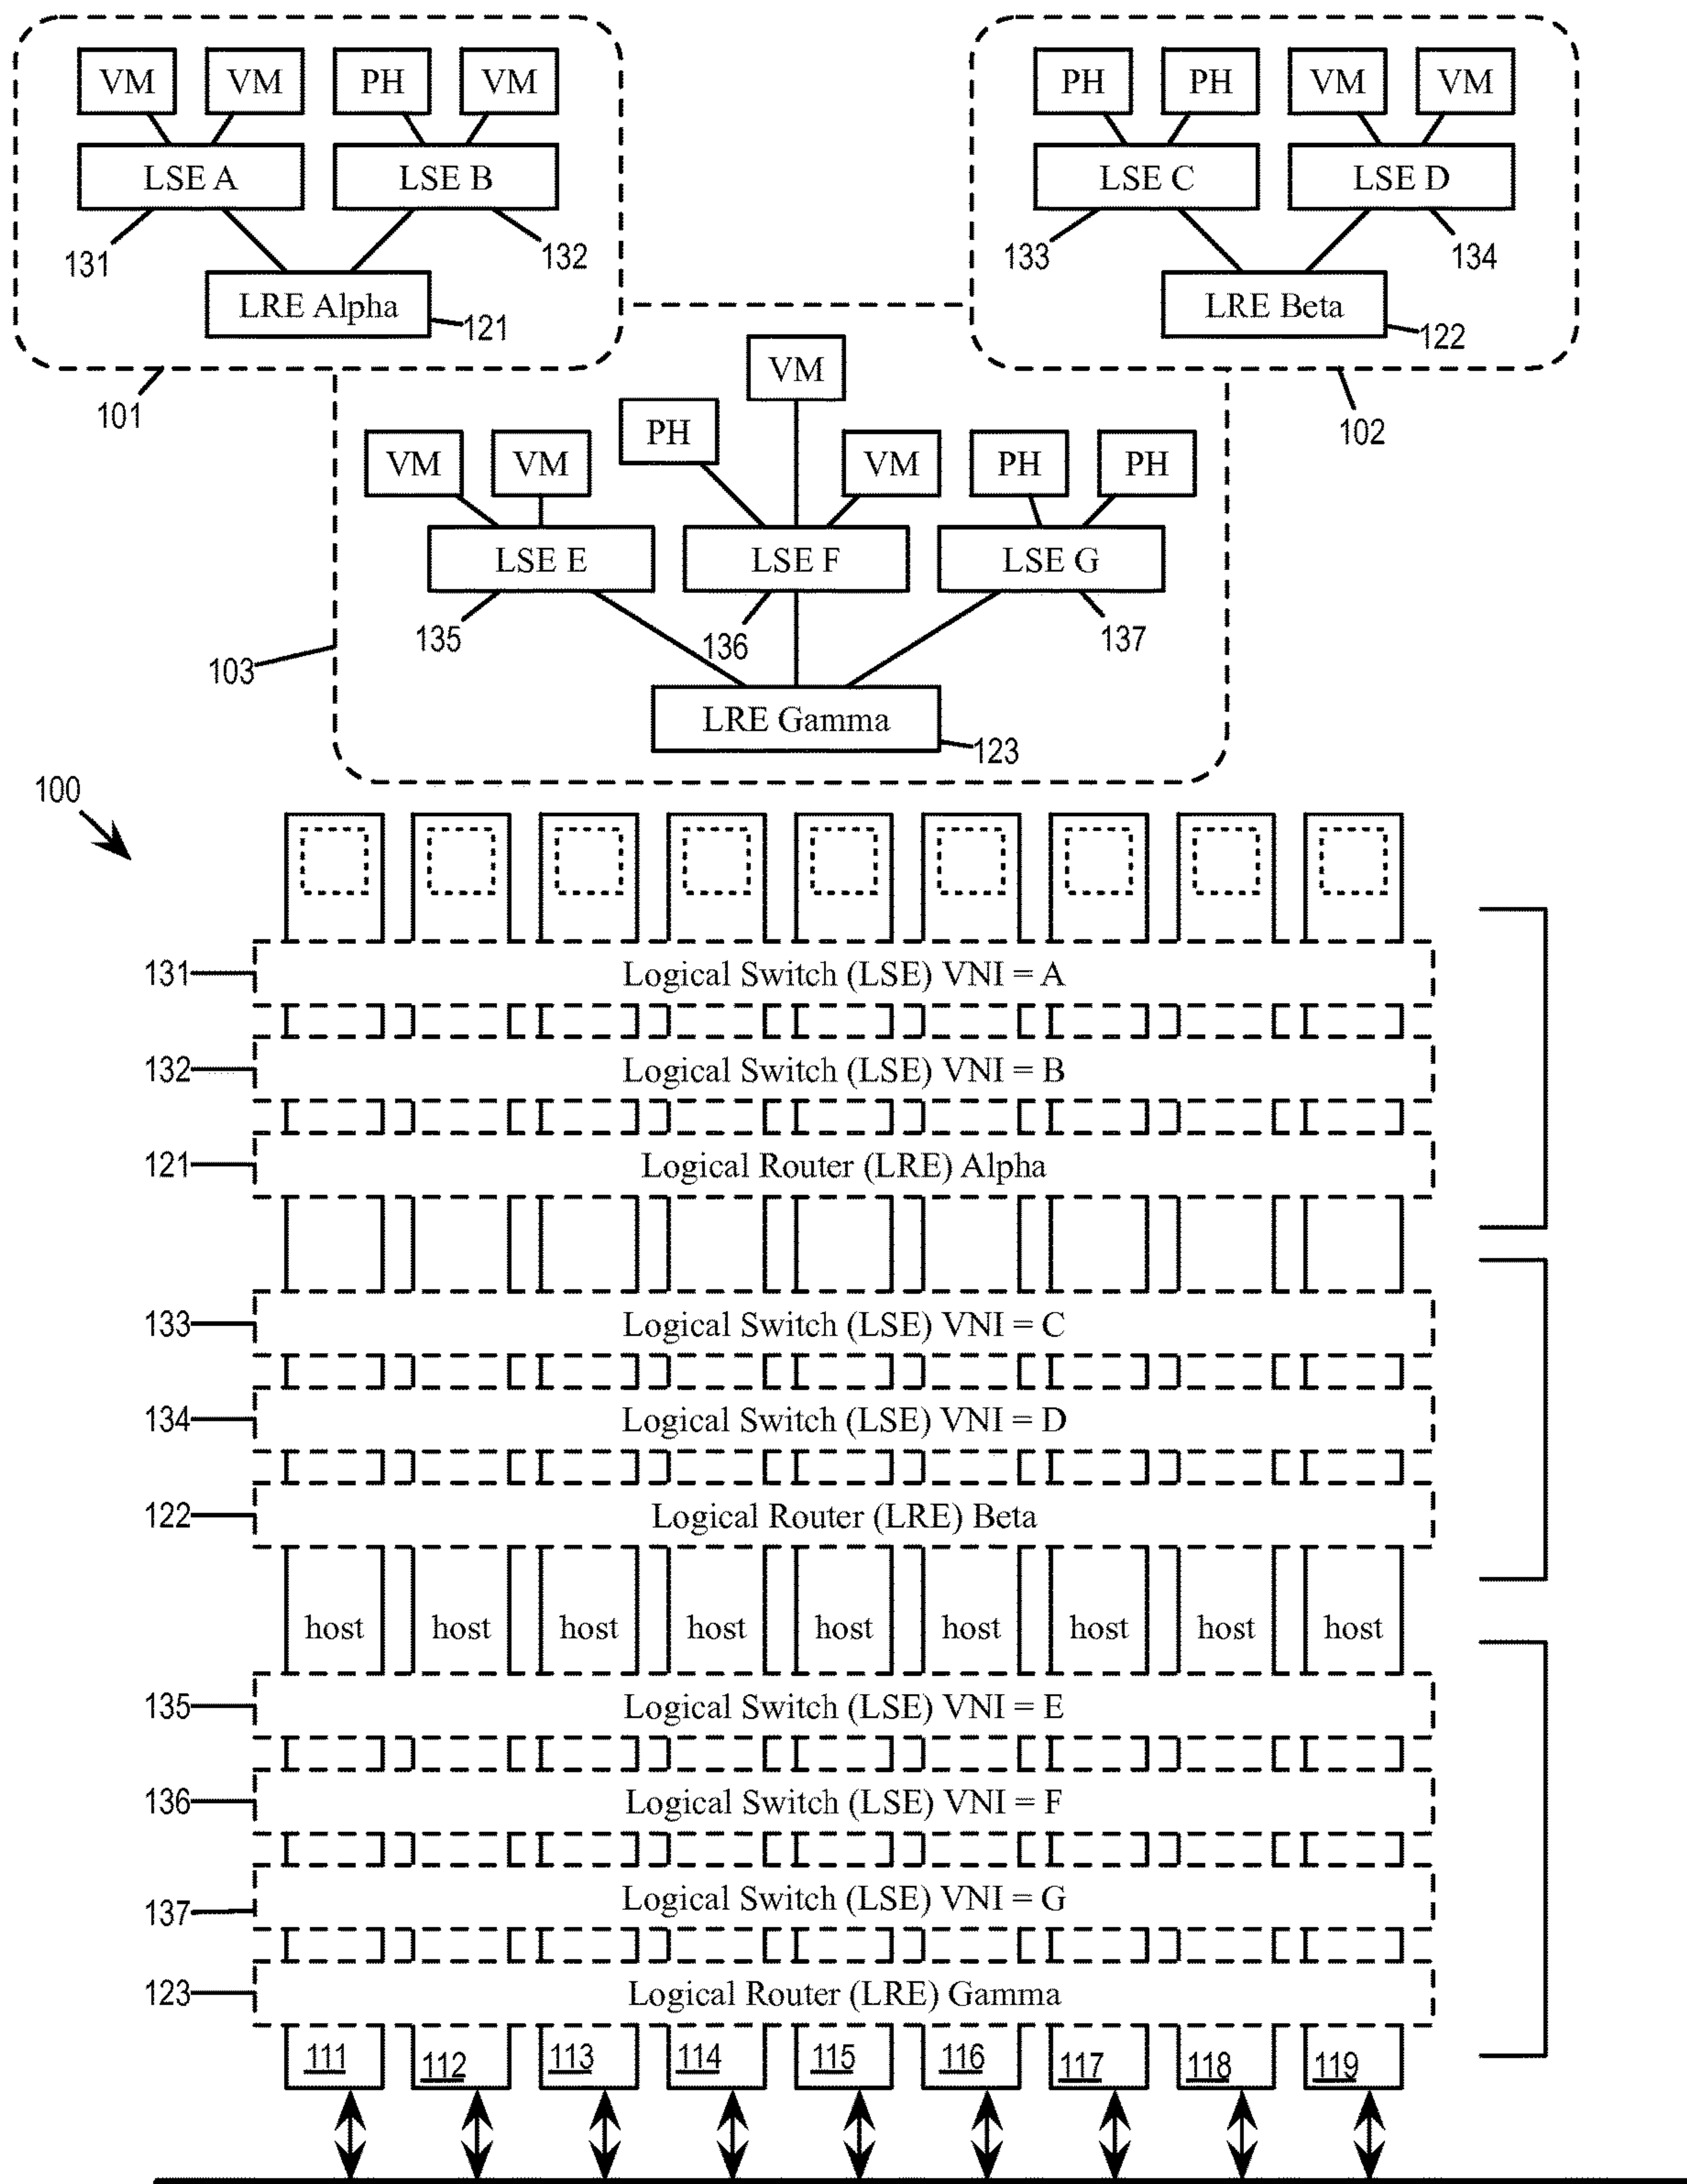 VM VM PH VM
PH PH VM VM
LSE A LSE B
LSE C LSE D
131 132
133 134
LRE Alpha
121
LRE Beta
122
101
102
VM
PH
VM VM VM PH PH
LSE E LSE F LSE G
135 136 137
103
LRE Gamma
123
100
131 Logical Switch (LSE) VNI = A
132 Logical Switch (LSE) VNI = B
121 Logical Router (LRE) Alpha
133 Logical Switch (LSE) VNI = C
134 Logical Switch (LSE) VNI = D
122 Logical Router (LRE) Beta
host host host host host host host host host
135 Logical Switch (LSE) VNI = E
136 Logical Switch (LSE) VNI = F
137 Logical Switch (LSE) VNI = G
123 Logical Router (LRE) Gamma
111 112 113 114 115 116 117 118 119